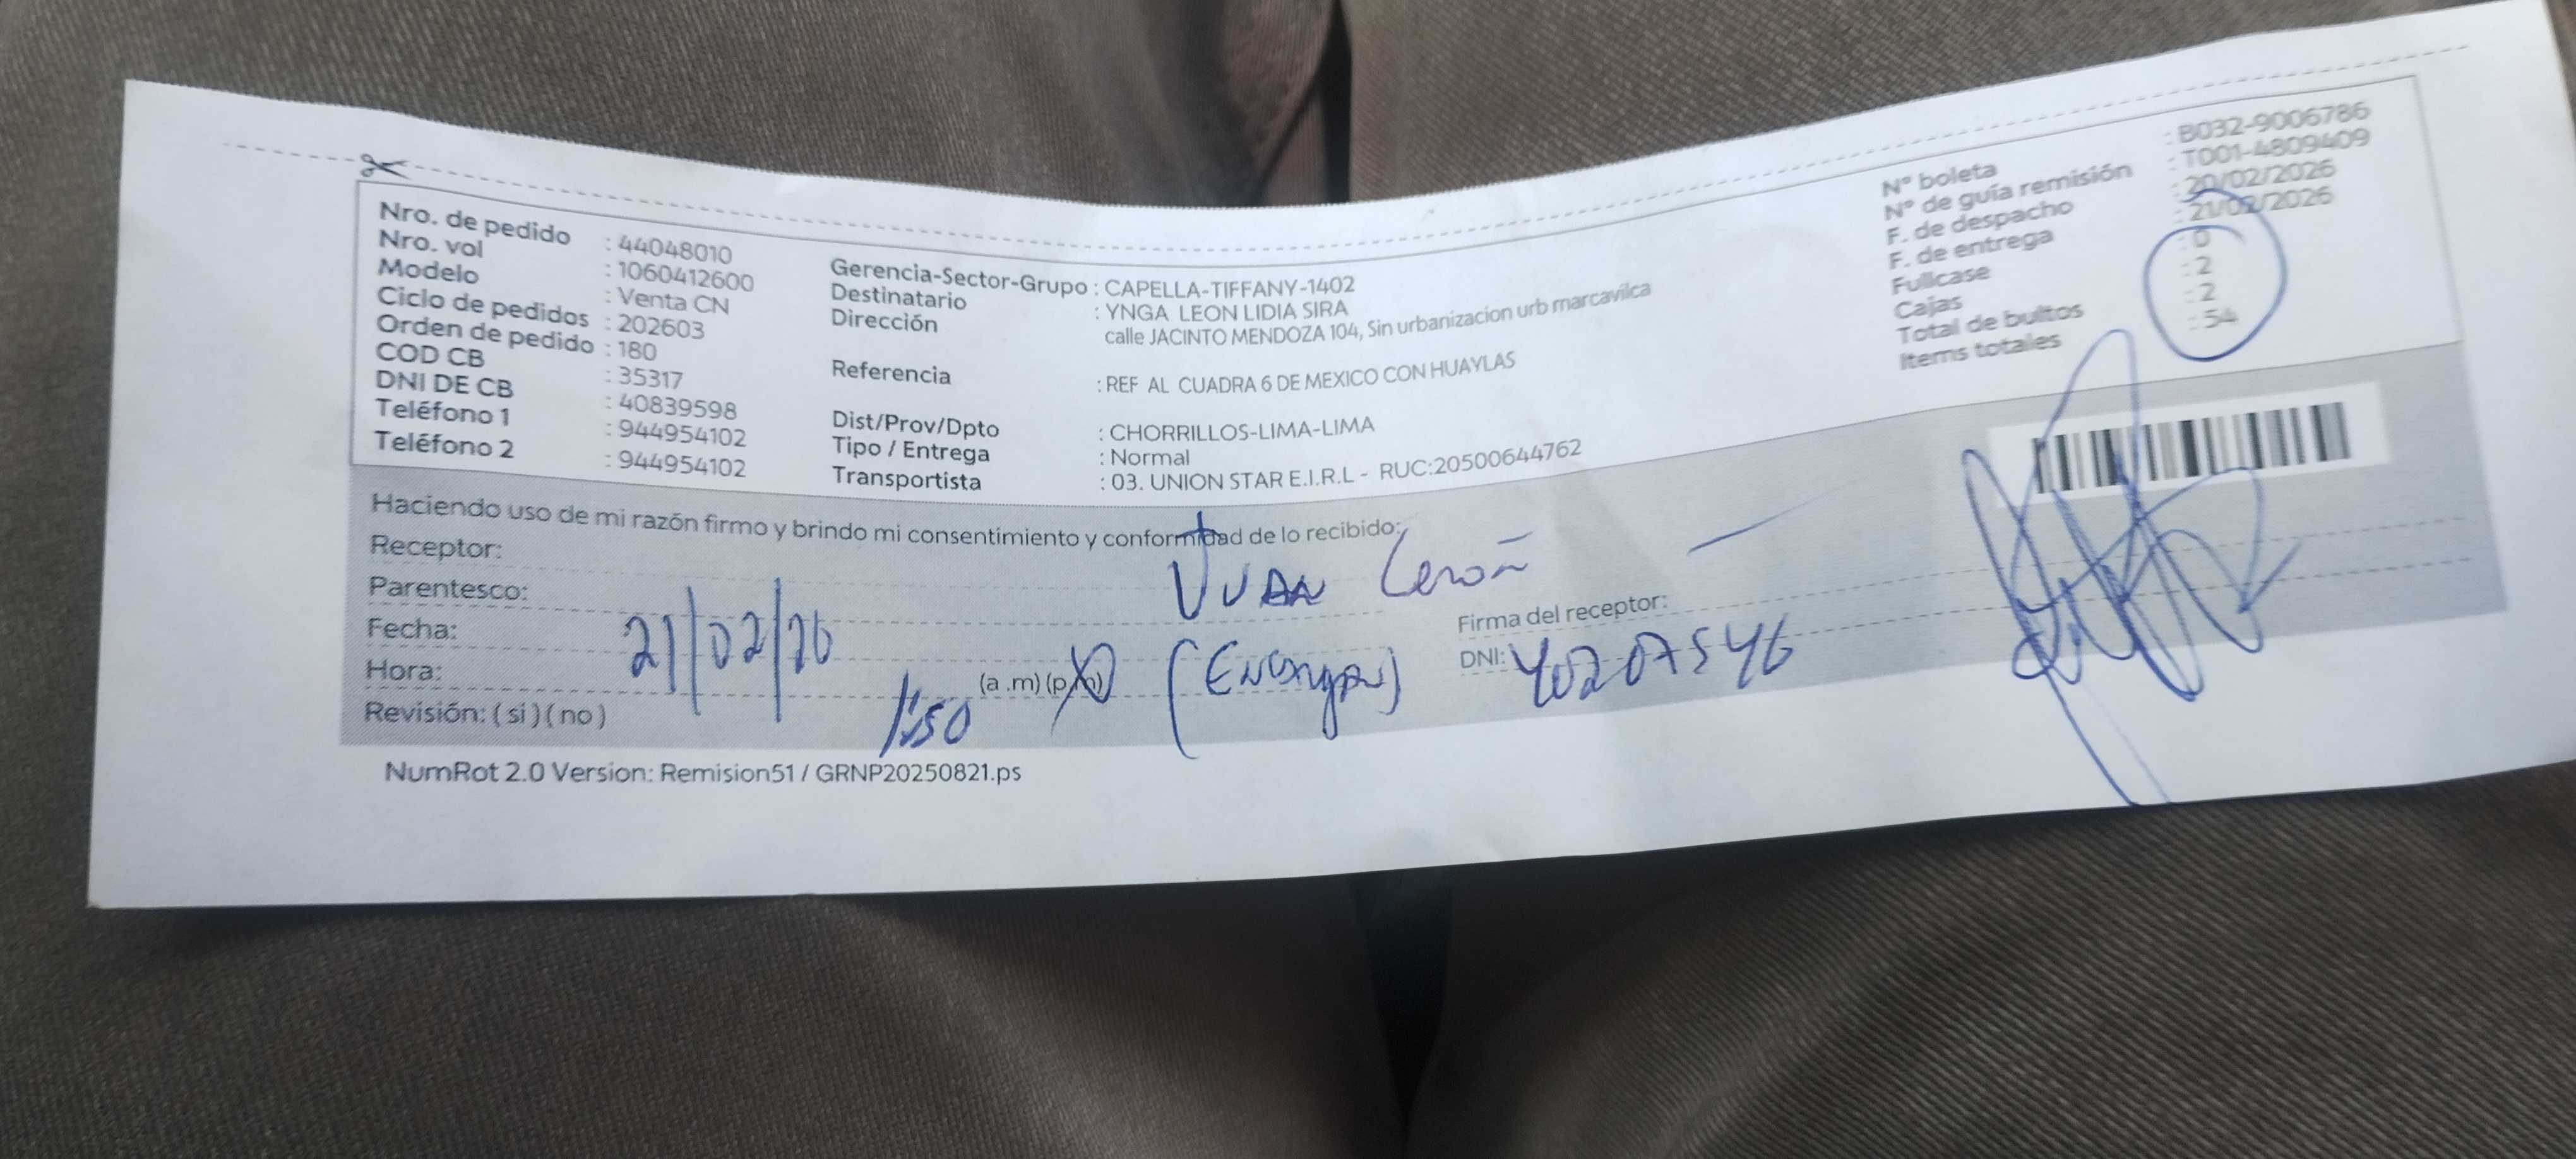 Nro. de pedido : 44048010
Nro. vol : 1060412600
Modelo : Venta CN
Ciclo de pedidos : 202603
Orden de pedido : 180
COD CB : 35317
DNI DE CB : 40839598
Teléfono 1 : 944954102
Teléfono 2 : 944954102
Gerencia-Sector-Grupo : CAPELLA-TIFFANY-1402
Destinatario : YNGA LEON LIDIA SIRA
Dirección calle JACINTO MENDOZA 104, Sin urbanizacion urb marcavilca
Referencia : REF AL CUADRA 6 DE MEXICO CON HUAYLAS
Dist/Prov/Dpto : CHORRILLOS-LIMA-LIMA
Tipo / Entrega : Normal
Transportista : 03. UNION STAR E.I.R.L - RUC:20500644762
N° boleta : B032-9006786
N° de guía remisión : T001-4809409
F. de despacho : 20/02/2026
F. de entrega : 21/02/2026
Fullcase : 0
Cajas : 2
Total de bultos : 2
Items totales : 54
Haciendo uso de mi razón firmo y brindo mi consentimiento y conformidad de lo recibido:
Receptor: Juan
Parentesco:
Fecha: 21/02/26
Hora: 1:50 (a .m) (p.m)
Revisión: ( si ) ( no )
Firma del receptor:
DNI: 40207546
NumRot 2.0 Version: Remision51 / GRNP20250821.ps